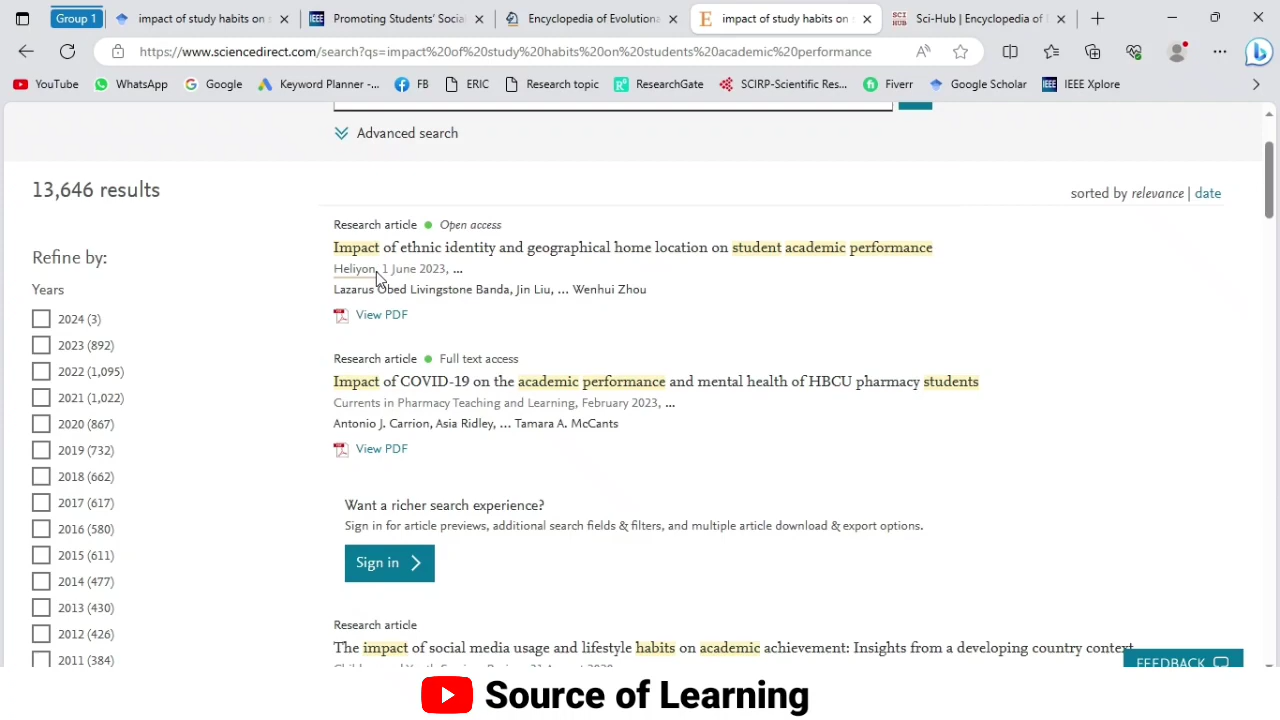 Group 1
impact of study habits on s
Promoting Students' Social
Encyclopedia of Evolutiona
impact of study habits on s
Sci-Hub | Encyclopedia of E
https://www.sciencedirect.com/search?qs=impact%20of%20study%20habits%20on%20students%20academic%20performance
YouTube
WhatsApp
Google
Keyword Planner -...
FB
ERIC
Research topic
ResearchGate
SCIRP-Scientific Res...
Fiverr
Google Scholar
IEEE Xplore
Advanced search
13,646 results
sorted by relevance | date
Refine by:
Years
2024 (3)
2023 (892)
2022 (1,095)
2021 (1,022)
2020 (867)
2019 (732)
2018 (662)
2017 (617)
2016 (580)
2015 (611)
2014 (477)
2013 (430)
2012 (426)
2011 (384)
Research article Open access
Impact of ethnic identity and geographical home location on student academic performance
Heliyon, 1 June 2023, ...
Lazarus Obed Livingstone Banda, Jin Liu, ... Wenhui Zhou
View PDF
Research article Full text access
Impact of COVID-19 on the academic performance and mental health of HBCU pharmacy students
Currents in Pharmacy Teaching and Learning, February 2023, ...
Antonio J. Carrion, Asia Ridley, ... Tamara A. McCants
View PDF
Want a richer search experience?
Sign in for article previews, additional search fields & filters, and multiple article download & export options.
Sign in
Research article
The impact of social media usage and lifestyle habits on academic achievement: Insights from a developing country context
FEEDBACK
Source of Learning